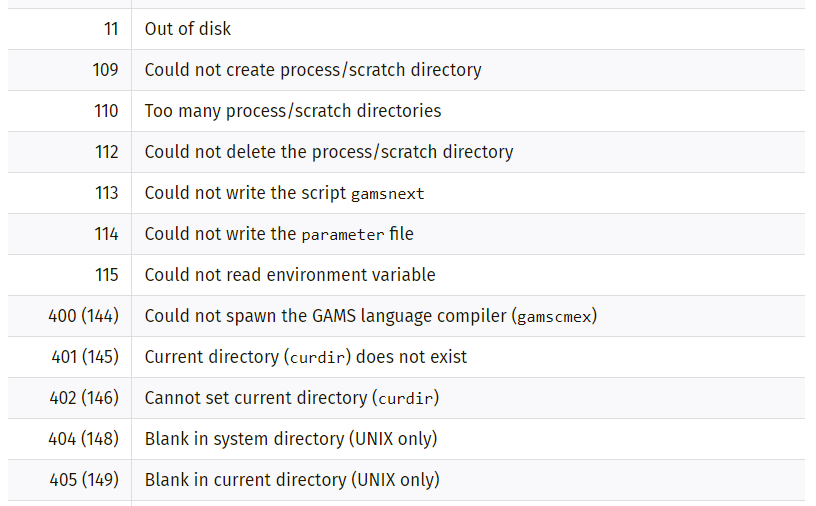 11 Out of disk
109 Could not create process/scratch directory
110 Too many process/scratch directories
112 Could not delete the process/scratch directory
113 Could not write the script gamsnext
114 Could not write the parameter file
115 Could not read environment variable
400 (144) Could not spawn the GAMS language compiler (gamscmex)
401 (145) Current directory (curdir) does not exist
402 (146) Cannot set current directory (curdir)
404 (148) Blank in system directory (UNIX only)
405 (149) Blank in current directory (UNIX only)